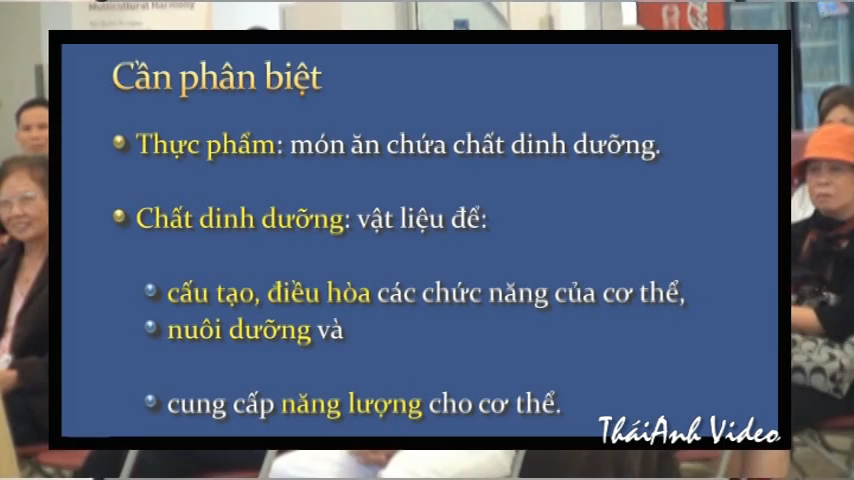 Multicultural Harmony
Cần phân biệt
Thực phẩm: món ăn chứa chất dinh dưỡng.
Chất dinh dưỡng: vật liệu để:
cấu tạo, điều hòa các chức năng của cơ thể,
nuôi dưỡng và
cung cấp năng lượng cho cơ thể.
TháiAnh Video